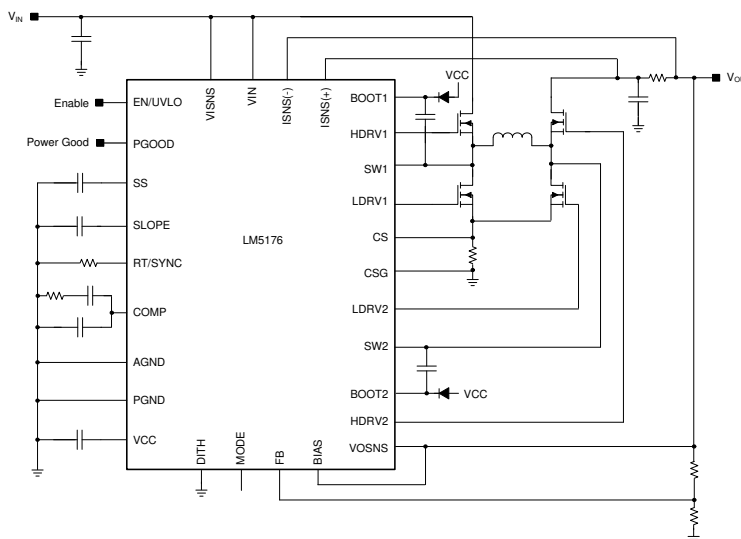 V_IN
VCC
V_O
Enable
EN/UVLO
VISNS
VIN
ISNS(-)
ISNS(+)
BOOT1
Power Good
PGOOD
HDRV1
SS
SW1
SLOPE
LDRV1
LM5176
CS
RT/SYNC
CSG
COMP
LDRV2
SW2
AGND
BOOT2
VCC
PGND
HDRV2
VCC
VOSNS
DITH
MODE
FB
BIAS